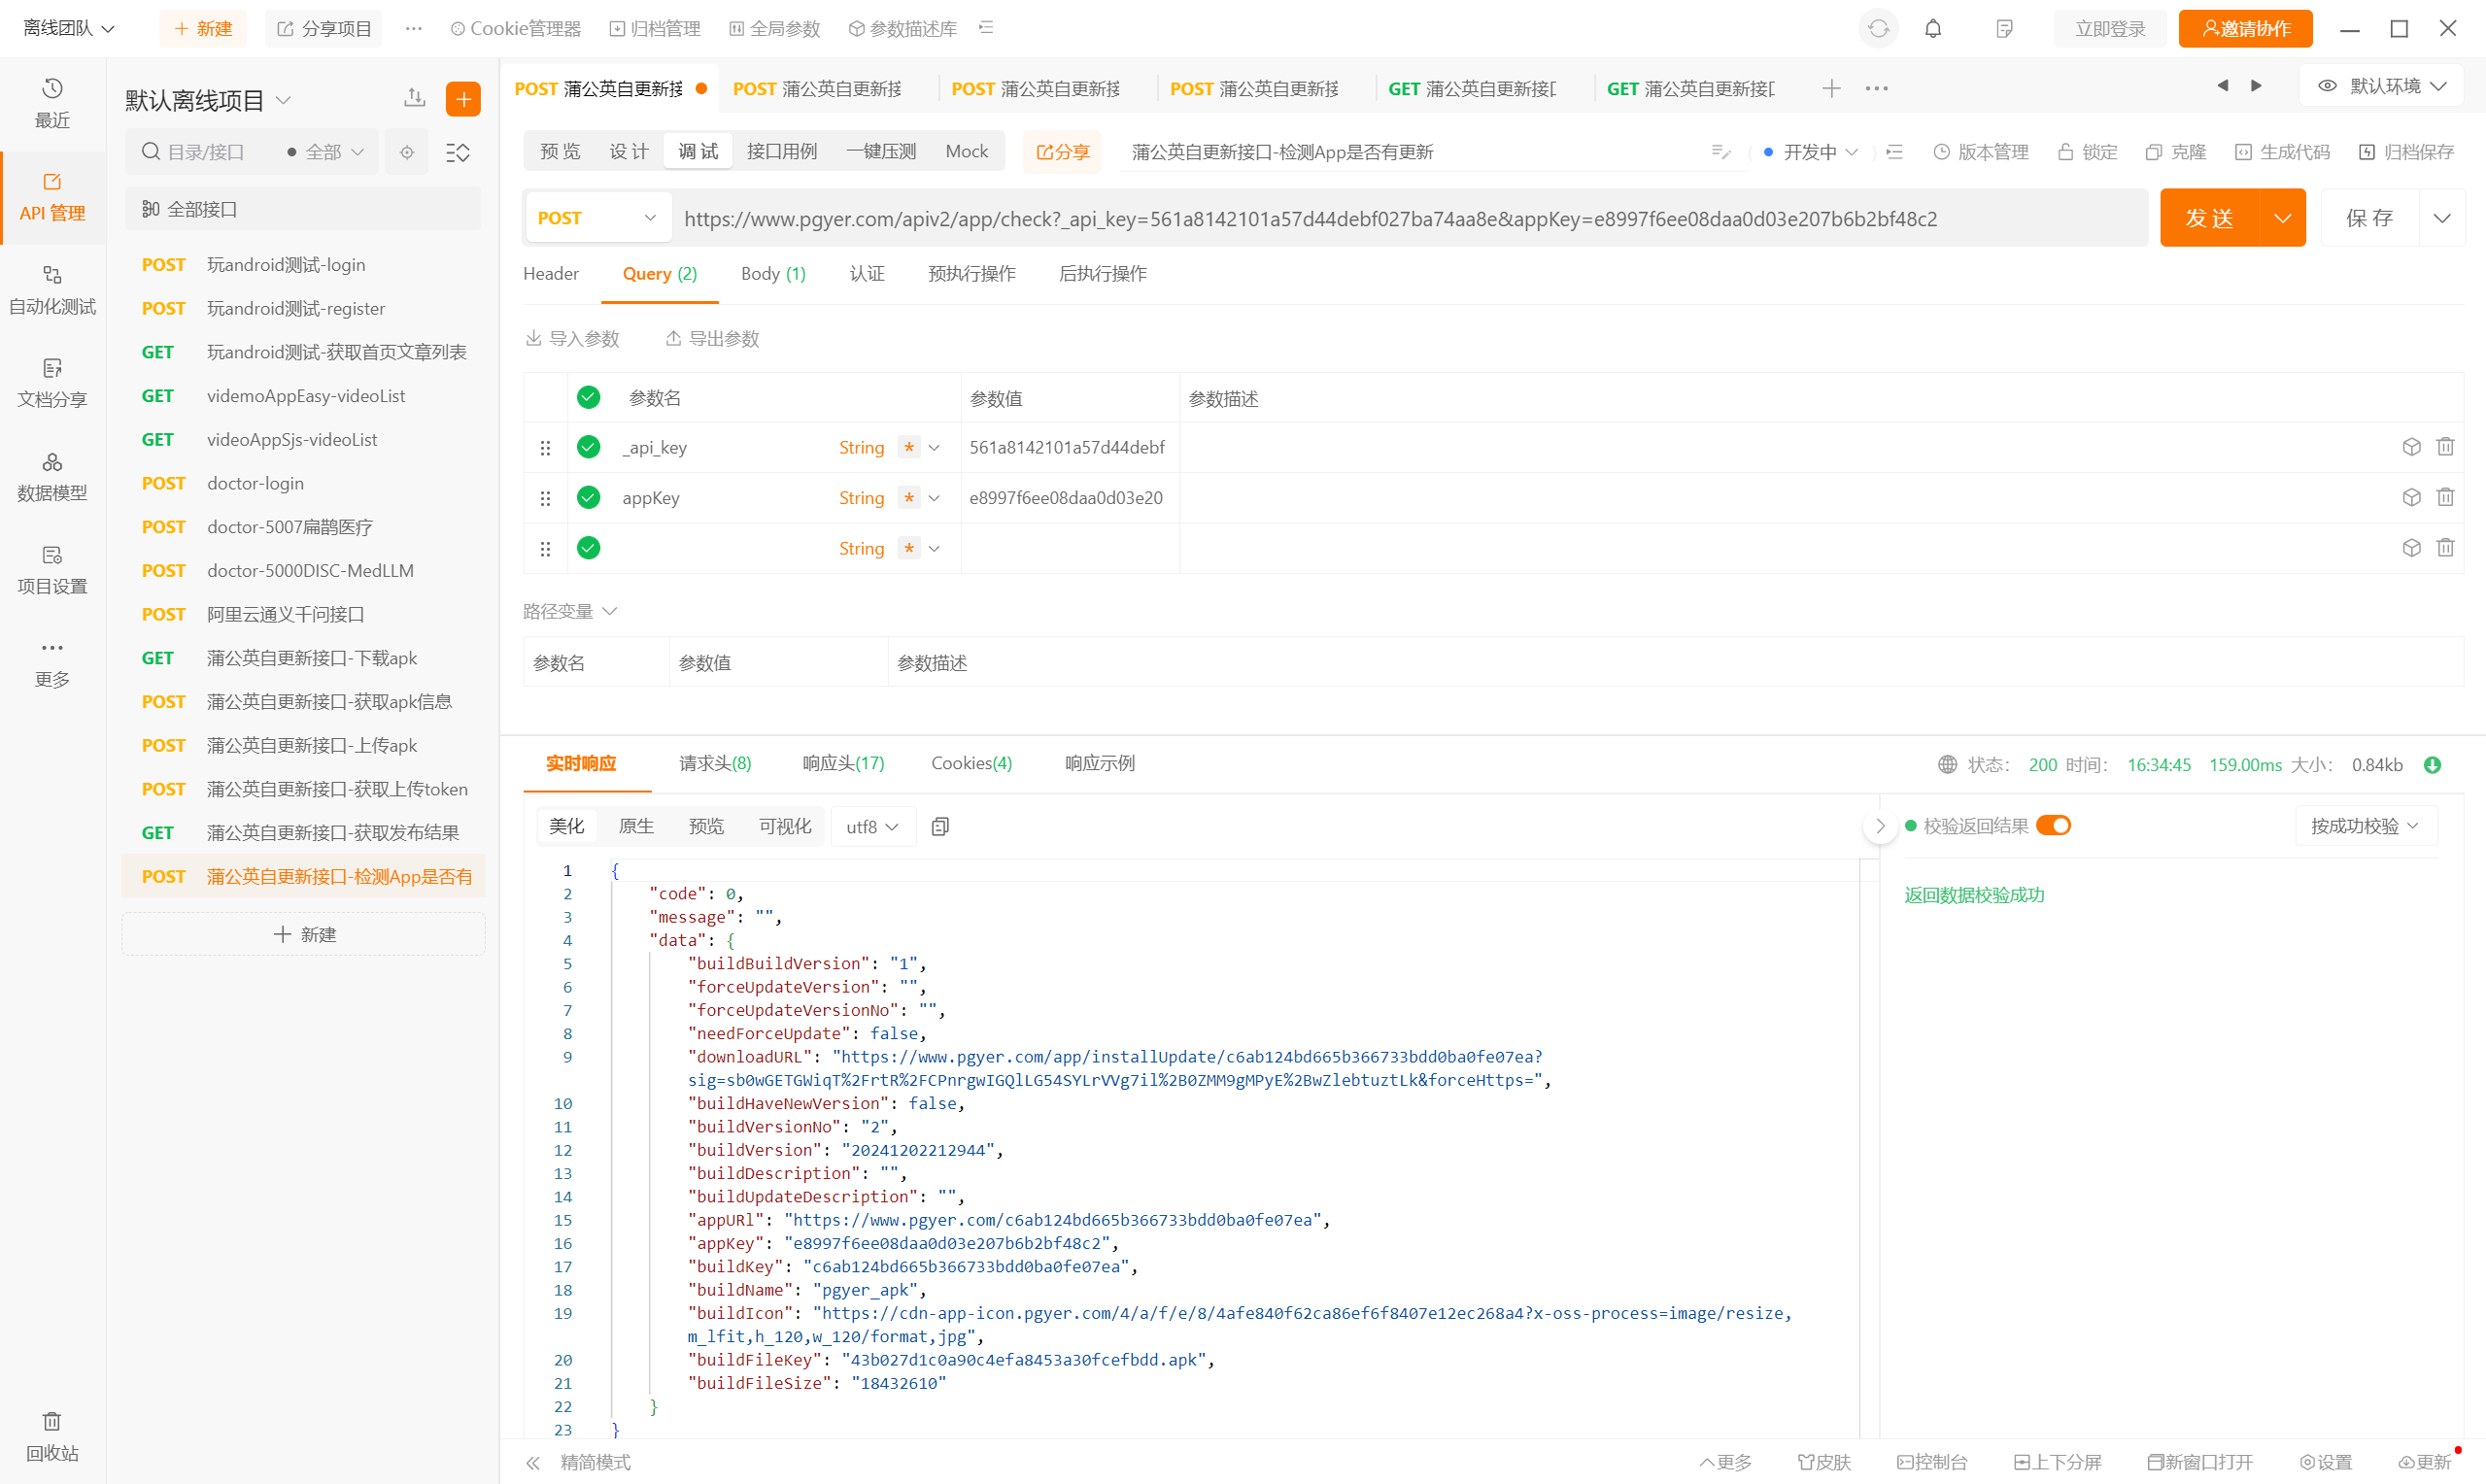 离线团队
新建
分享项目
Cookie管理器
归档管理
全局参数
参数描述库
立即登录
邀请协作
最近
API 管理
自动化测试
文档分享
数据模型
项目设置
更多
回收站
默认离线项目
目录/接口
全部
全部接口
POST 玩android测试-login
POST 玩android测试-register
GET 玩android测试-获取首页文章列表
GET videmoAppEasy-videoList
GET videoAppSjs-videoList
POST doctor-login
POST doctor-5007扁鹊医疗
POST doctor-5000DISC-MedLLM
POST 阿里云通义千问接口
GET 蒲公英自更新接口-下载apk
POST 蒲公英自更新接口-获取apk信息
POST 蒲公英自更新接口-上传apk
POST 蒲公英自更新接口-获取上传token
GET 蒲公英自更新接口-获取发布结果
POST 蒲公英自更新接口-检测App是否有
新建
POST 蒲公英自更新接
POST 蒲公英自更新接
POST 蒲公英自更新接
POST 蒲公英自更新接
GET 蒲公英自更新接
GET 蒲公英自更新接
默认环境
预览 设计 调试 接口用例 一键压测 Mock
分享
蒲公英自更新接口-检测App是否有更新
开发中
版本管理 锁定 克隆 生成代码 归档保存
POST
https://www.pgyer.com/apiv2/app/check?_api_key=561a8142101a57d44debf027ba74aa8e&appKey=e8997f6ee08daa0d03e207b6b2bf48c2
发 送
保 存
Header Query (2) Body (1) 认证 预执行操作 后执行操作
导入参数 导出参数
参数名 参数值 参数描述
_api_key String * 561a8142101a57d44debf
appKey String * e8997f6ee08daa0d03e20
String *
路径变量
参数名 参数值 参数描述
实时响应 请求头(8) 响应头(17) Cookies(4) 响应示例
状态： 200 时间： 16:34:45 159.00ms 大小： 0.84kb
美化 原生 预览 可视化 utf8
校验返回结果
按成功校验
返回数据校验成功
1 {
2 "code": 0,
3 "message": "",
4 "data": {
5 "buildBuildVersion": "1",
6 "forceUpdateVersion": "",
7 "forceUpdateVersionNo": "",
8 "needForceUpdate": false,
9 "downloadURL": "https://www.pgyer.com/app/installUpdate/c6ab124bd665b366733bdd0ba0fe07ea?
sig=sb0wGETGWiqT%2FrtR%2FCPnrgwIGQlLG54SYLrVVg7il%2B0ZMM9gMPyE%2BwZlebtuztLk&forceHttps=",
10 "buildHaveNewVersion": false,
11 "buildVersionNo": "2",
12 "buildVersion": "20241202212944",
13 "buildDescription": "",
14 "buildUpdateDescription": "",
15 "appURl": "https://www.pgyer.com/c6ab124bd665b366733bdd0ba0fe07ea",
16 "appKey": "e8997f6ee08daa0d03e207b6b2bf48c2",
17 "buildKey": "c6ab124bd665b366733bdd0ba0fe07ea",
18 "buildName": "pgyer_apk",
19 "buildIcon": "https://cdn-app-icon.pgyer.com/4/a/f/e/8/4afe840f62ca86ef6f8407e12ec268a4?x-oss-process=image/resize,
m_lfit,h_120,w_120/format,jpg",
20 "buildFileKey": "43b027d1c0a90c4efa8453a30fcefbdd.apk",
21 "buildFileSize": "18432610"
22 }
23 }
精简模式
更多 皮肤 控制台 上下分屏 新窗口打开 设置 更新